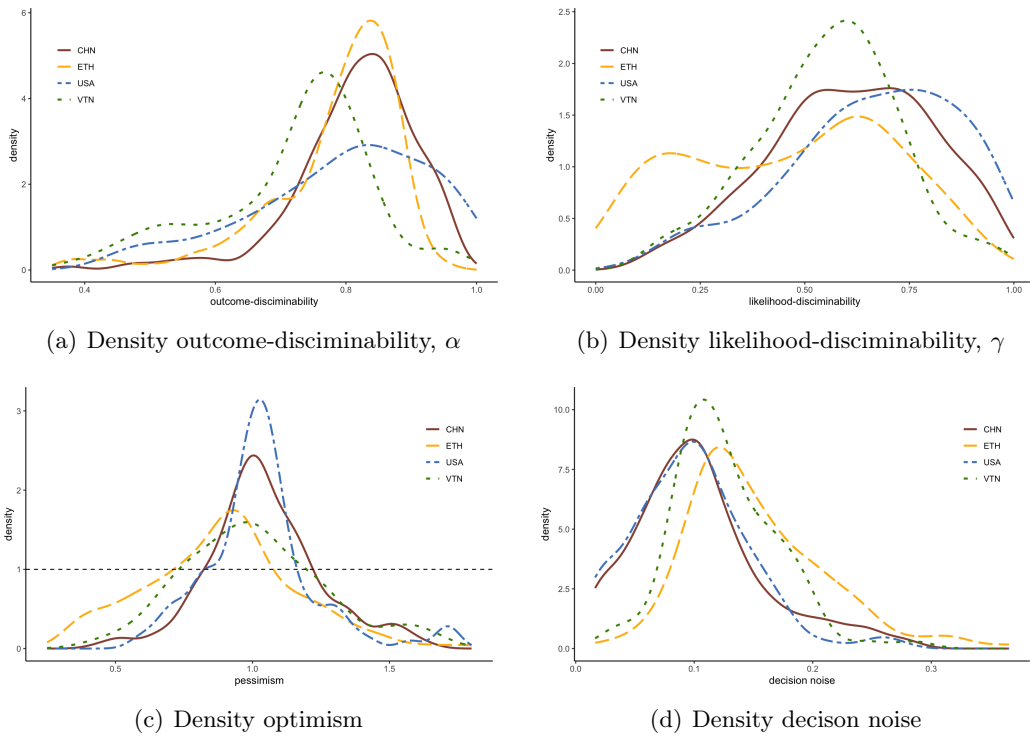 6
4
2
0
density
CHN
ETH
USA
VTN
0.4 0.6 0.8 1.0
outcome-disciminability
(a) Density outcome-disciminability, α
2.5
2.0
1.5
1.0
0.5
0.0
density
CHN
ETH
USA
VTN
0.00 0.25 0.50 0.75 1.00
likelihood-disciminability
(b) Density likelihood-disciminability, γ
3
2
1
0
density
CHN
ETH
USA
VTN
0.5 1.0 1.5
pessimism
(c) Density optimism
10.0
7.5
5.0
2.5
0.0
density
CHN
ETH
USA
VTN
0.0 0.1 0.2 0.3
decision noise
(d) Density decison noise